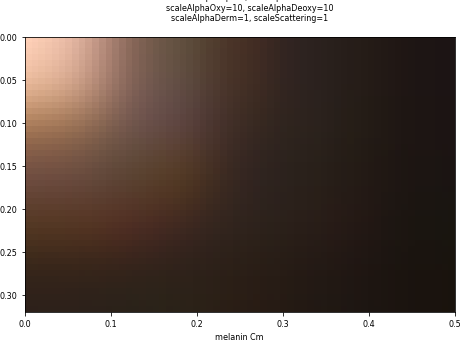 scaleAlphaOxy=10, scaleAlphaDeoxy=10
scaleAlphaDerm=1, scaleScattering=1
0.00
0.05
0.10
0.15
0.20
0.25
0.30
0.0 0.1 0.2 0.3 0.4 0.5
melanin Cm